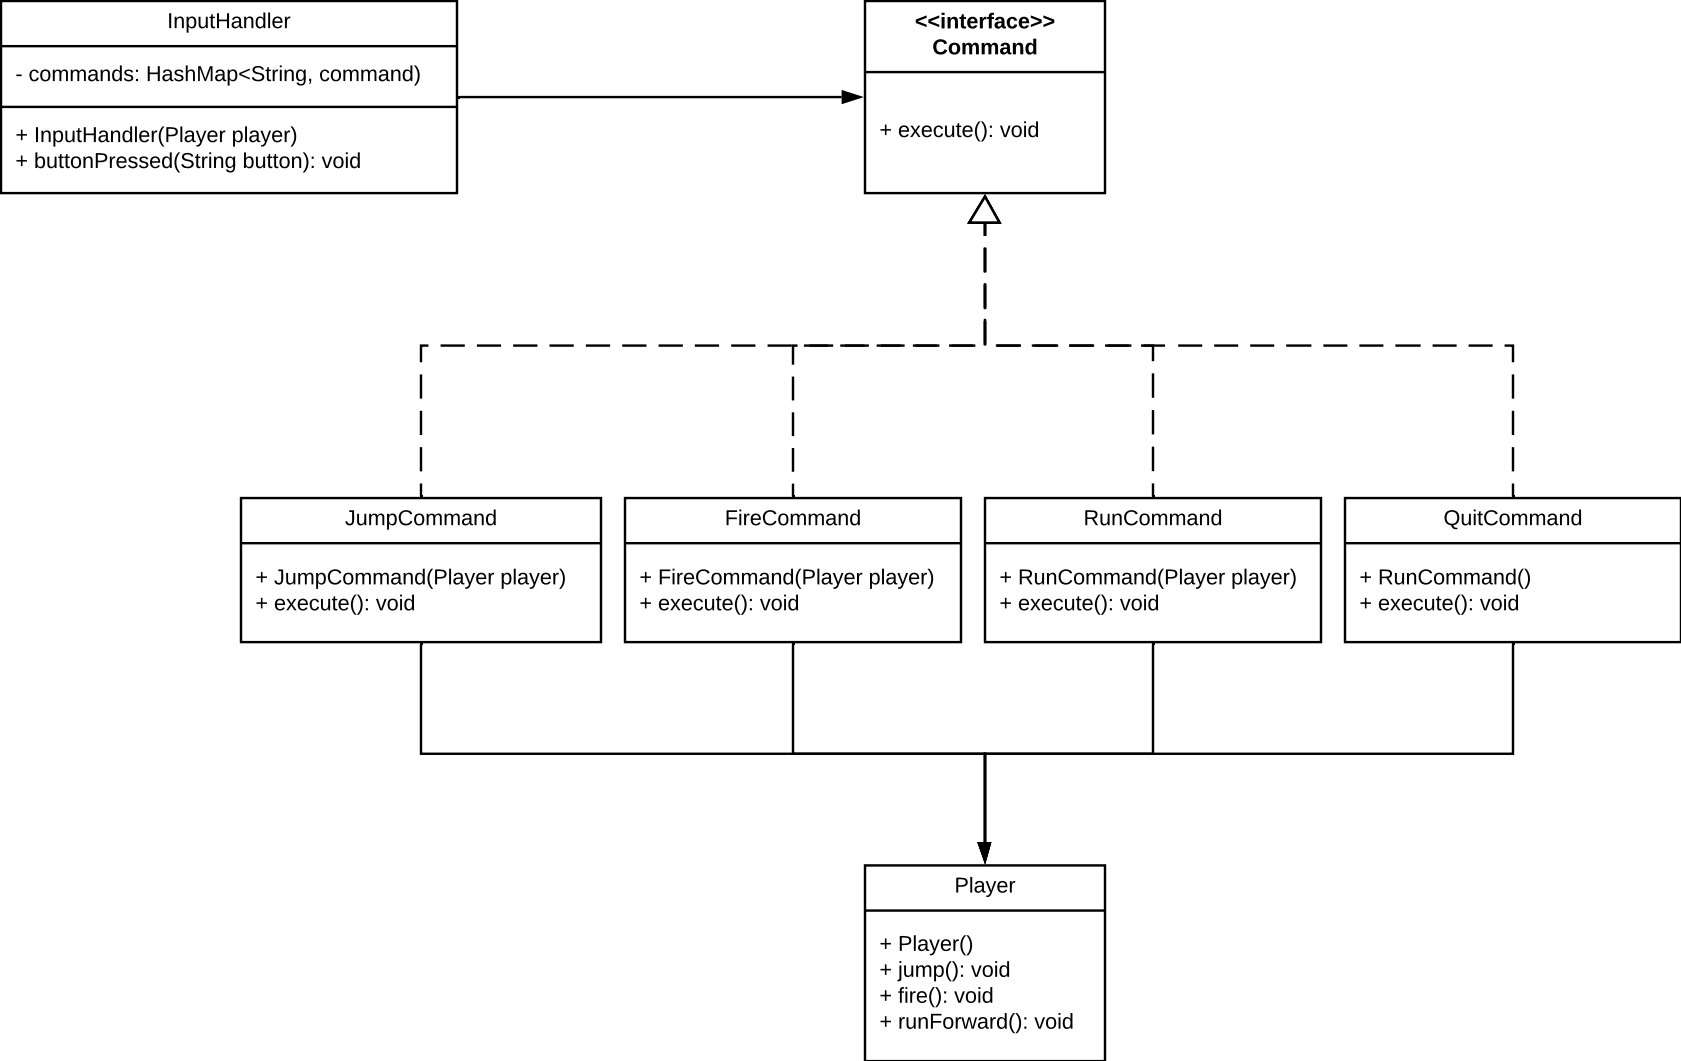 InputHandler
- commands: HashMap<String, command)
+ InputHandler(Player player)
+ buttonPressed(String button): void
<<interface>>
Command
+ execute(): void
JumpCommand
+ JumpCommand(Player player)
+ execute(): void
FireCommand
+ FireCommand(Player player)
+ execute(): void
RunCommand
+ RunCommand(Player player)
+ execute(): void
QuitCommand
+ RunCommand()
+ execute(): void
Player
+ Player()
+ jump(): void
+ fire(): void
+ runForward(): void